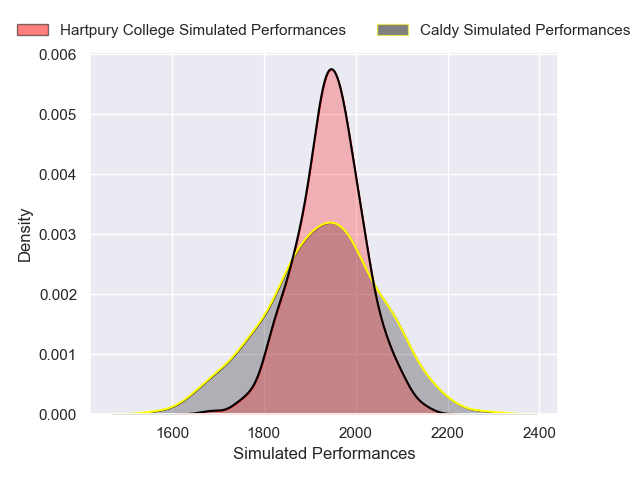 Hartpury College Simulated Performances Caldy Simulated Performances
0.006
0.005
0.004
0.003
0.002
0.001
0.000
Density
1600 1800 2000 2200 2400
Simulated Performances